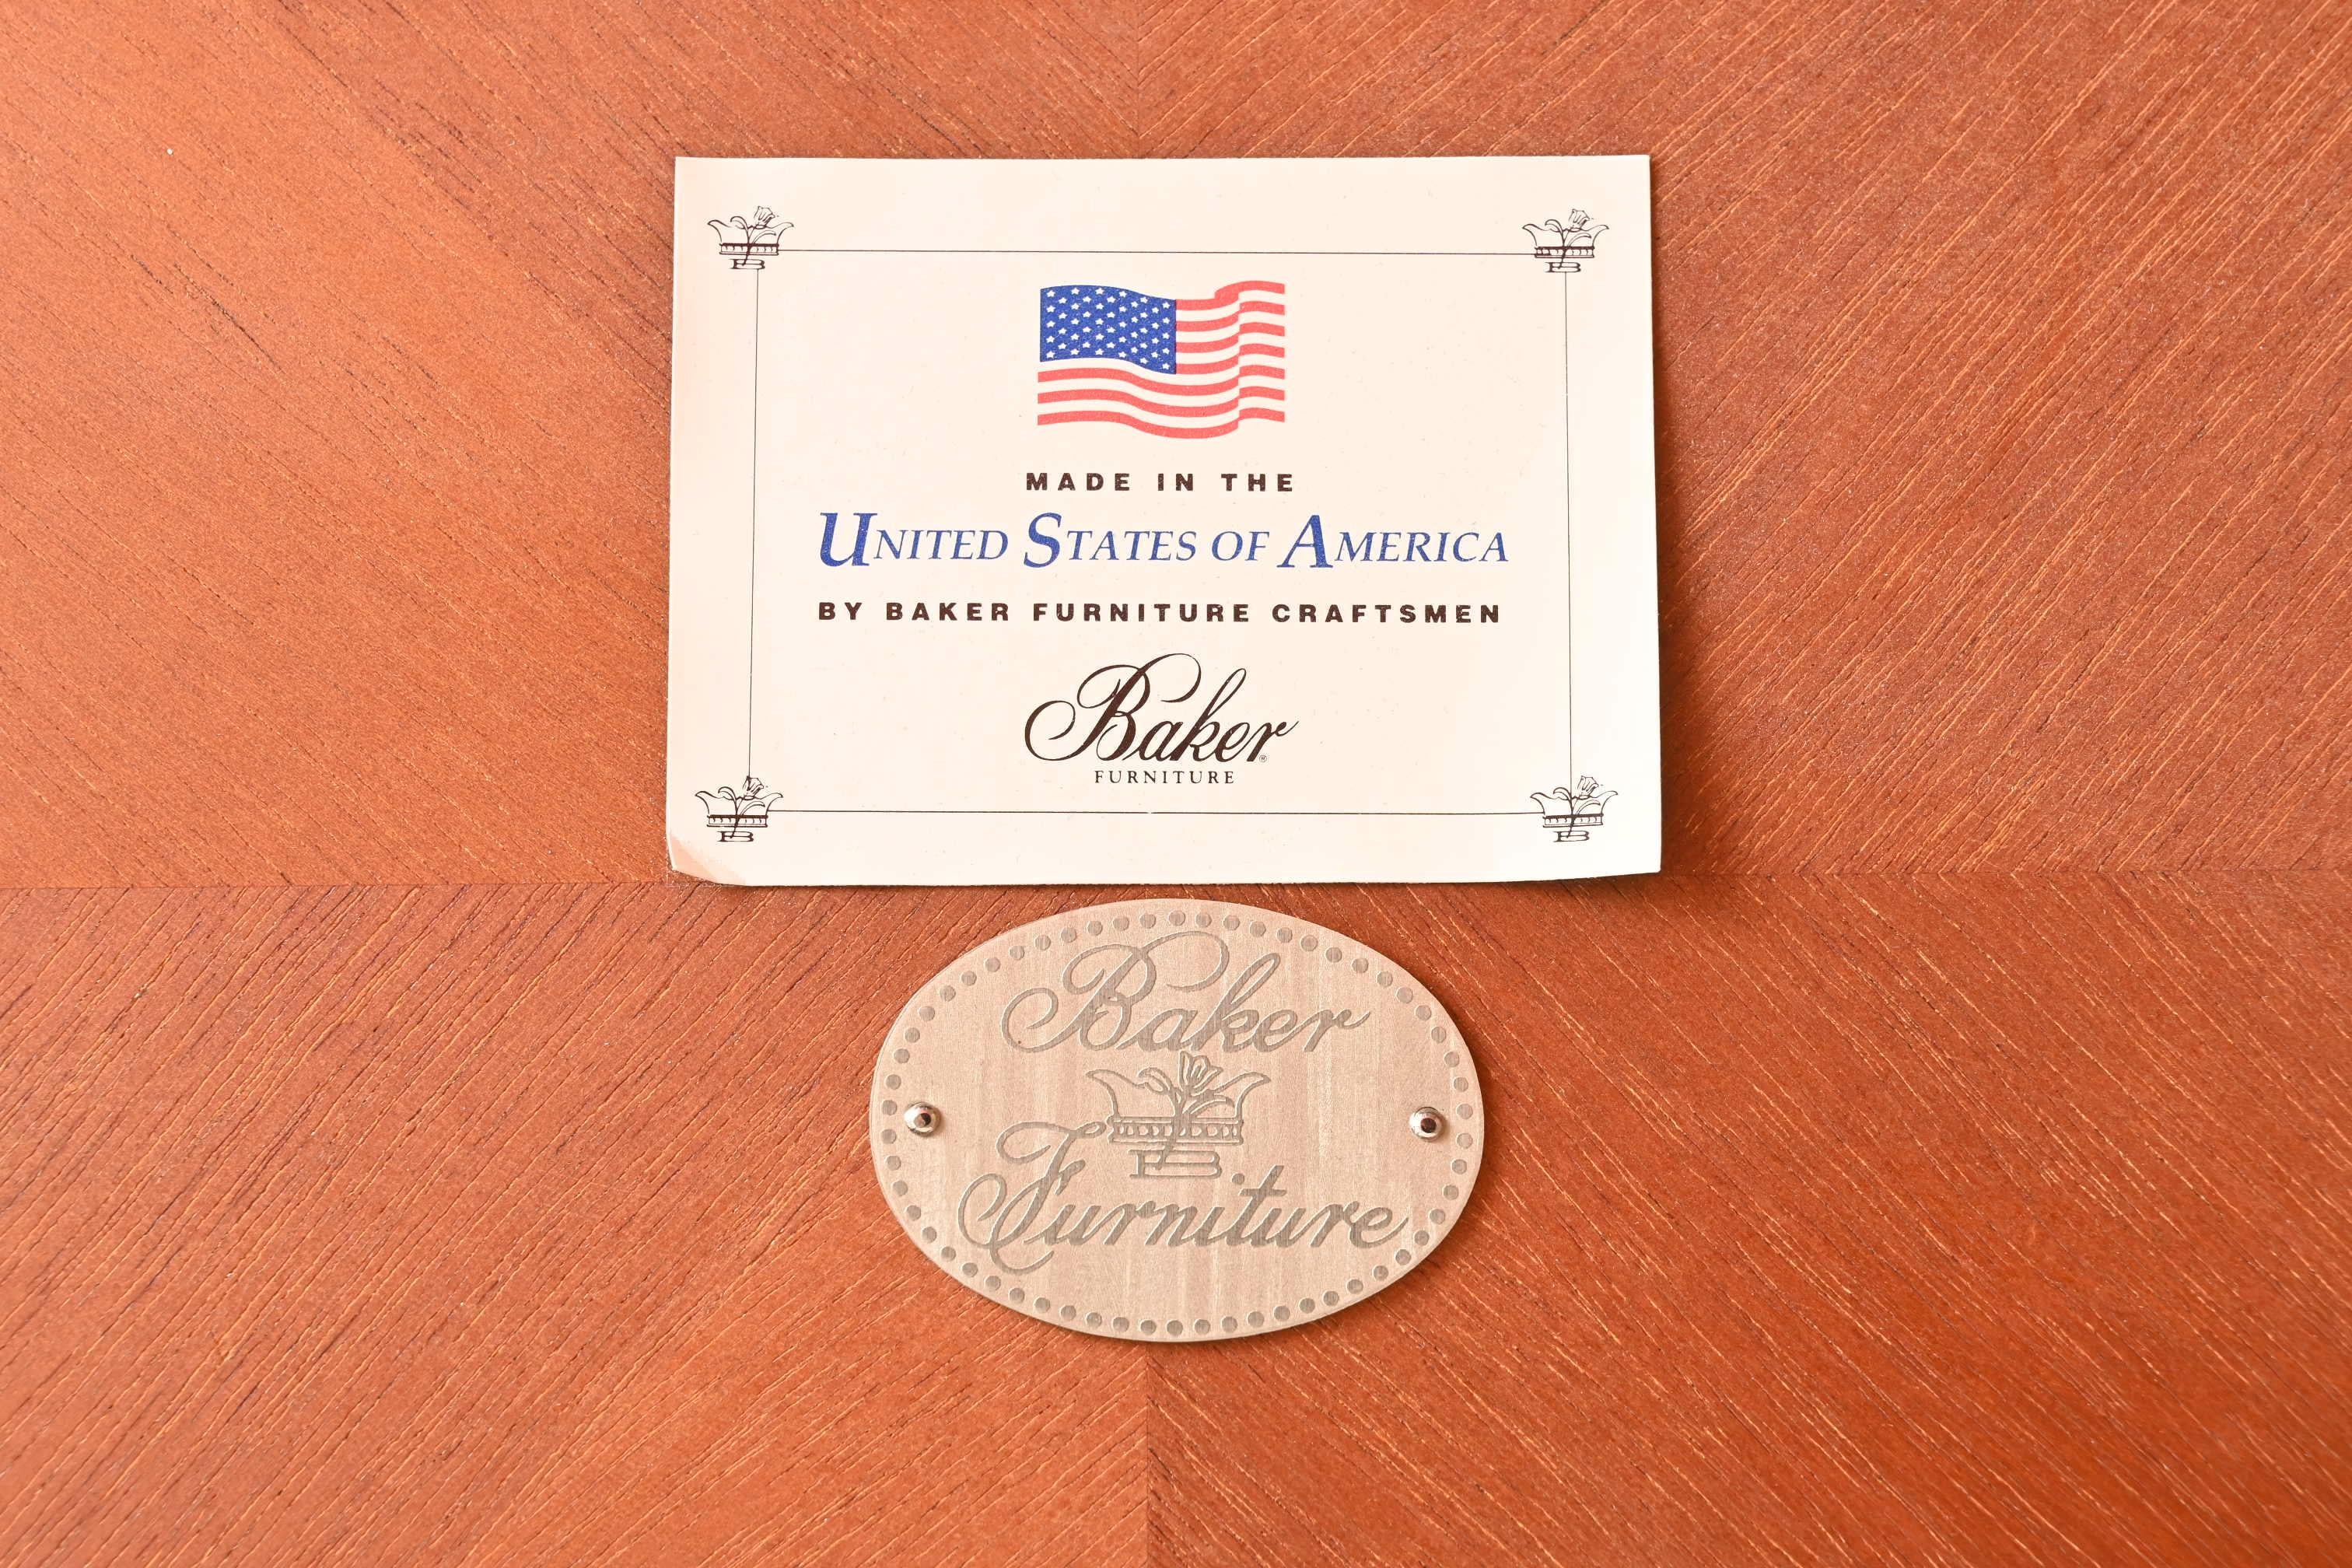 MADE IN THE
UNITED STATES OF AMERICA
BY BAKER FURNITURE CRAFTSMEN
Baker®
FURNITURE
Baker
B
Furniture